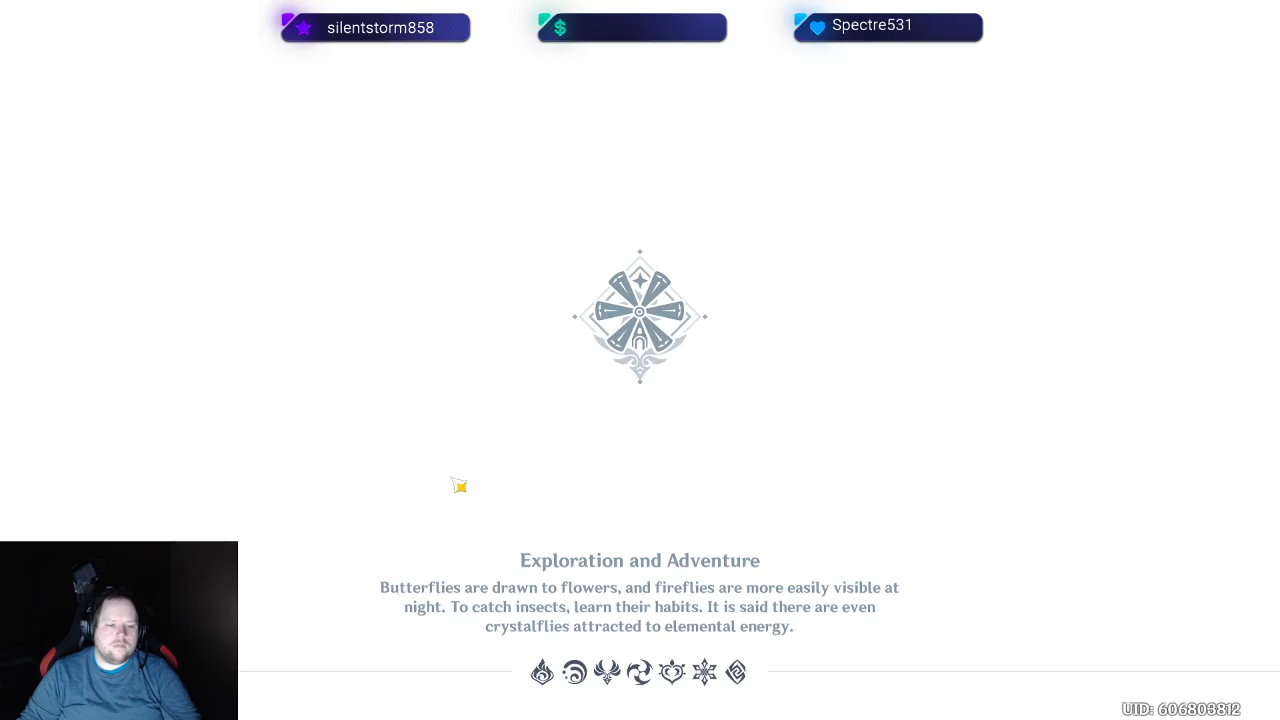 silentstorm858
$
Spectre531
Exploration and Adventure
Butterflies are drawn to flowers, and fireflies are more easily visible at
night. To catch insects, learn their habits. It is said there are even
crystalflies attracted to elemental energy.
UID: 606803812